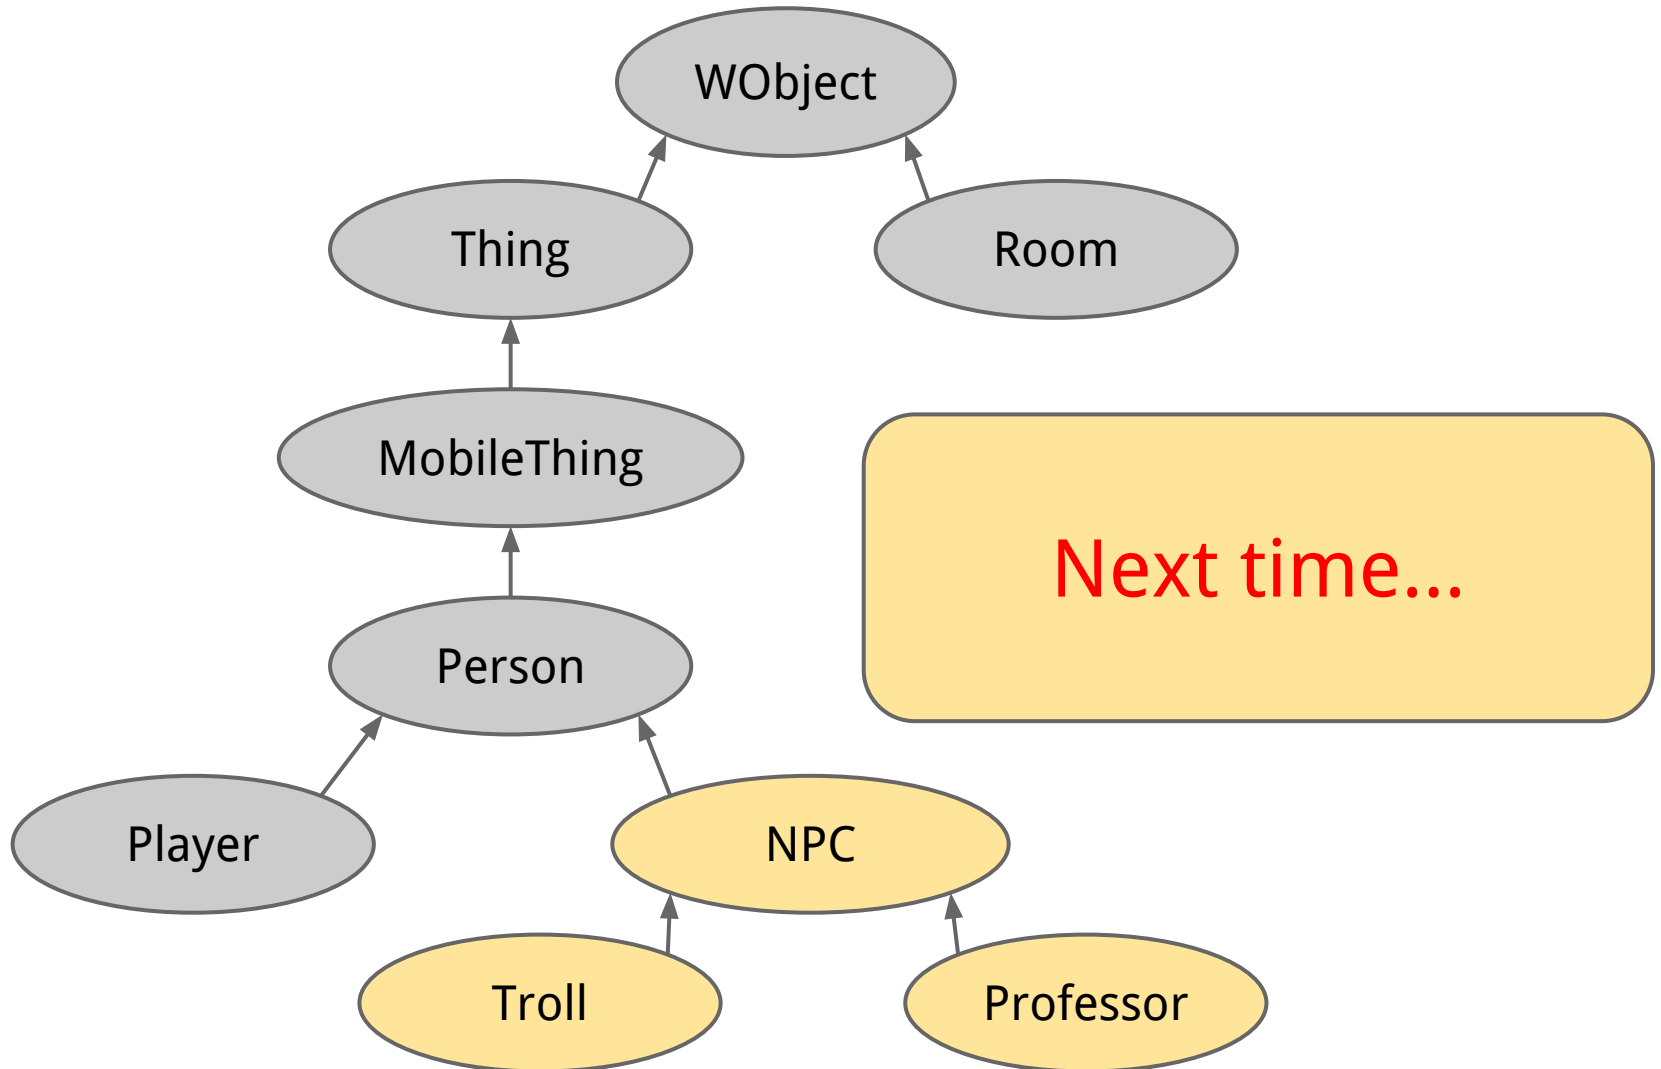 WObject
Thing
Room
MobileThing
Next time...
Person
Player
NPC
Troll
Professor